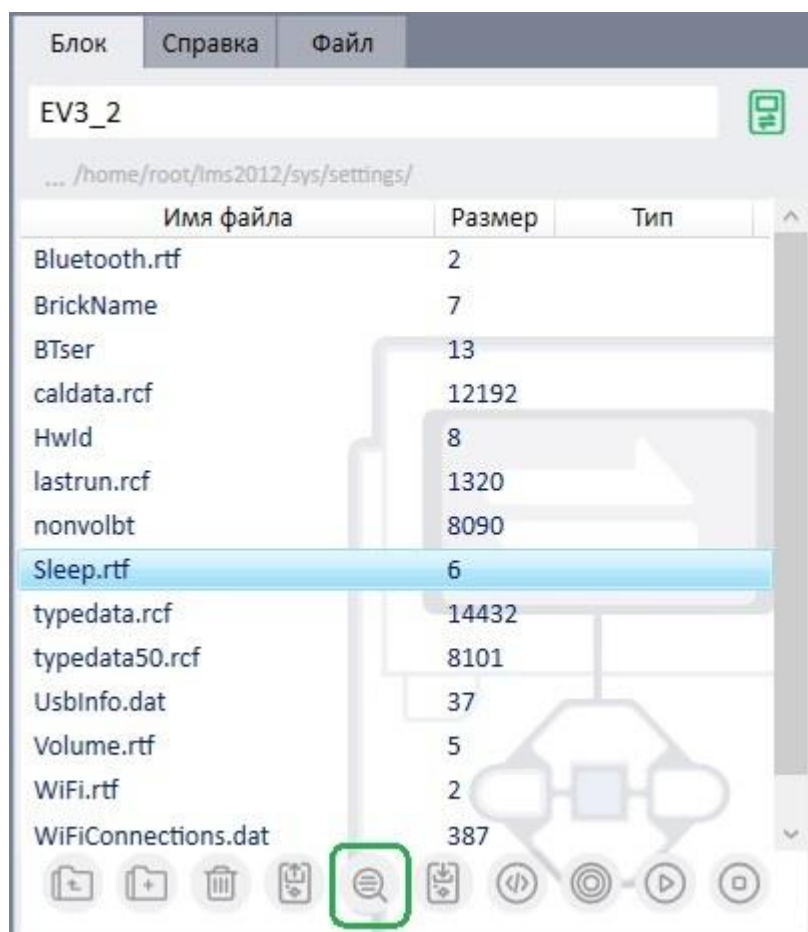 Блок Справка Файл
EV3_2
... /home/root/lms2012/sys/settings/
Имя файла Размер Тип
Bluetooth.rtf 2
BrickName 7
BTser 13
caldata.rcf 12192
HwId 8
lastrun.rcf 1320
nonvolbt 8090
Sleep.rtf 6
typedata.rcf 14432
typedata50.rcf 8101
UsbInfo.dat 37
Volume.rtf 5
WiFi.rtf 2
WiFiConnections.dat 387